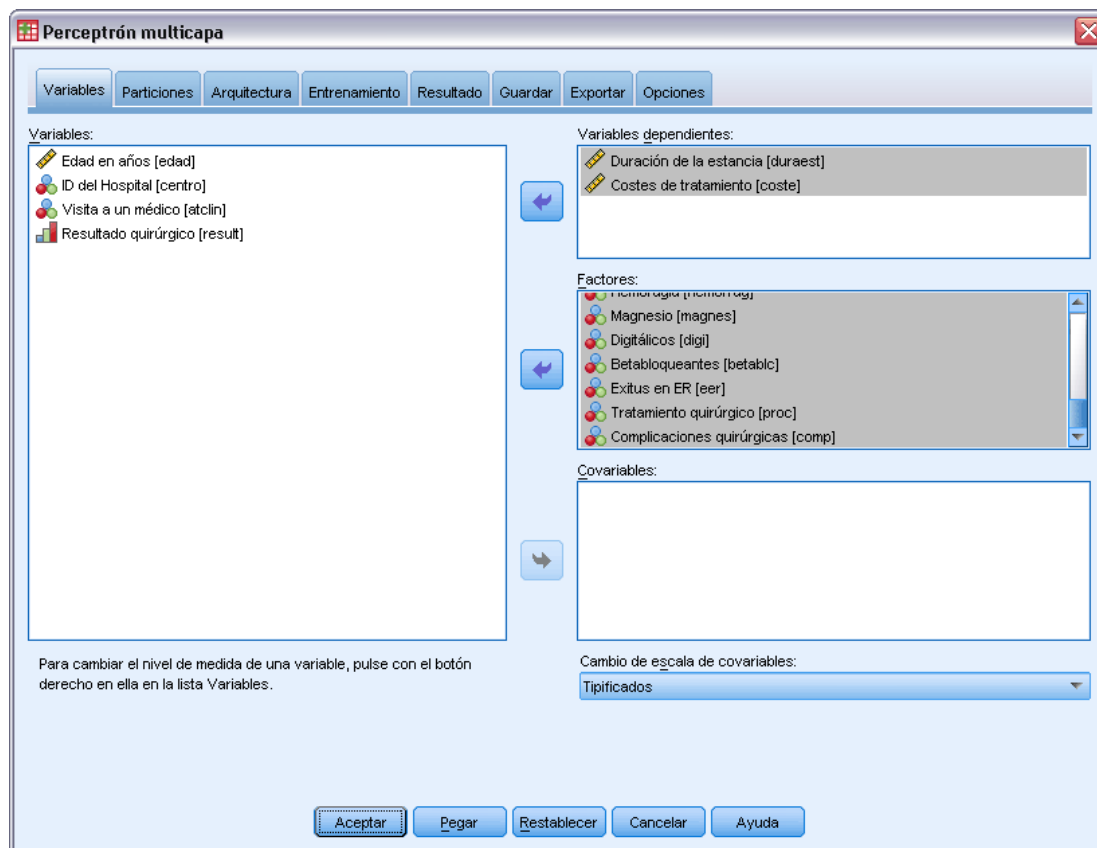 Perceptrón multicapa
Variables
Particiones
Arquitectura
Entrenamiento
Resultado
Guardar
Exportar
Opciones
Variables:
Edad en años [edad]
ID del Hospital [centro]
Visita a un médico [atclin]
Resultado quirúrgico [result]
Para cambiar el nivel de medida de una variable, pulse con el botón
derecho en ella en la lista Variables.
Variables dependientes:
Duración de la estancia [duraest]
Costes de tratamiento [coste]
Factores:
Magnesio [magnes]
Digitálicos [digi]
Betabloqueantes [betablc]
Exitus en ER [eer]
Tratamiento quirúrgico [proc]
Complicaciones quirúrgicas [comp]
Covariables:
Cambio de escala de covariables:
Tipificados
Aceptar
Pegar
Restablecer
Cancelar
Ayuda